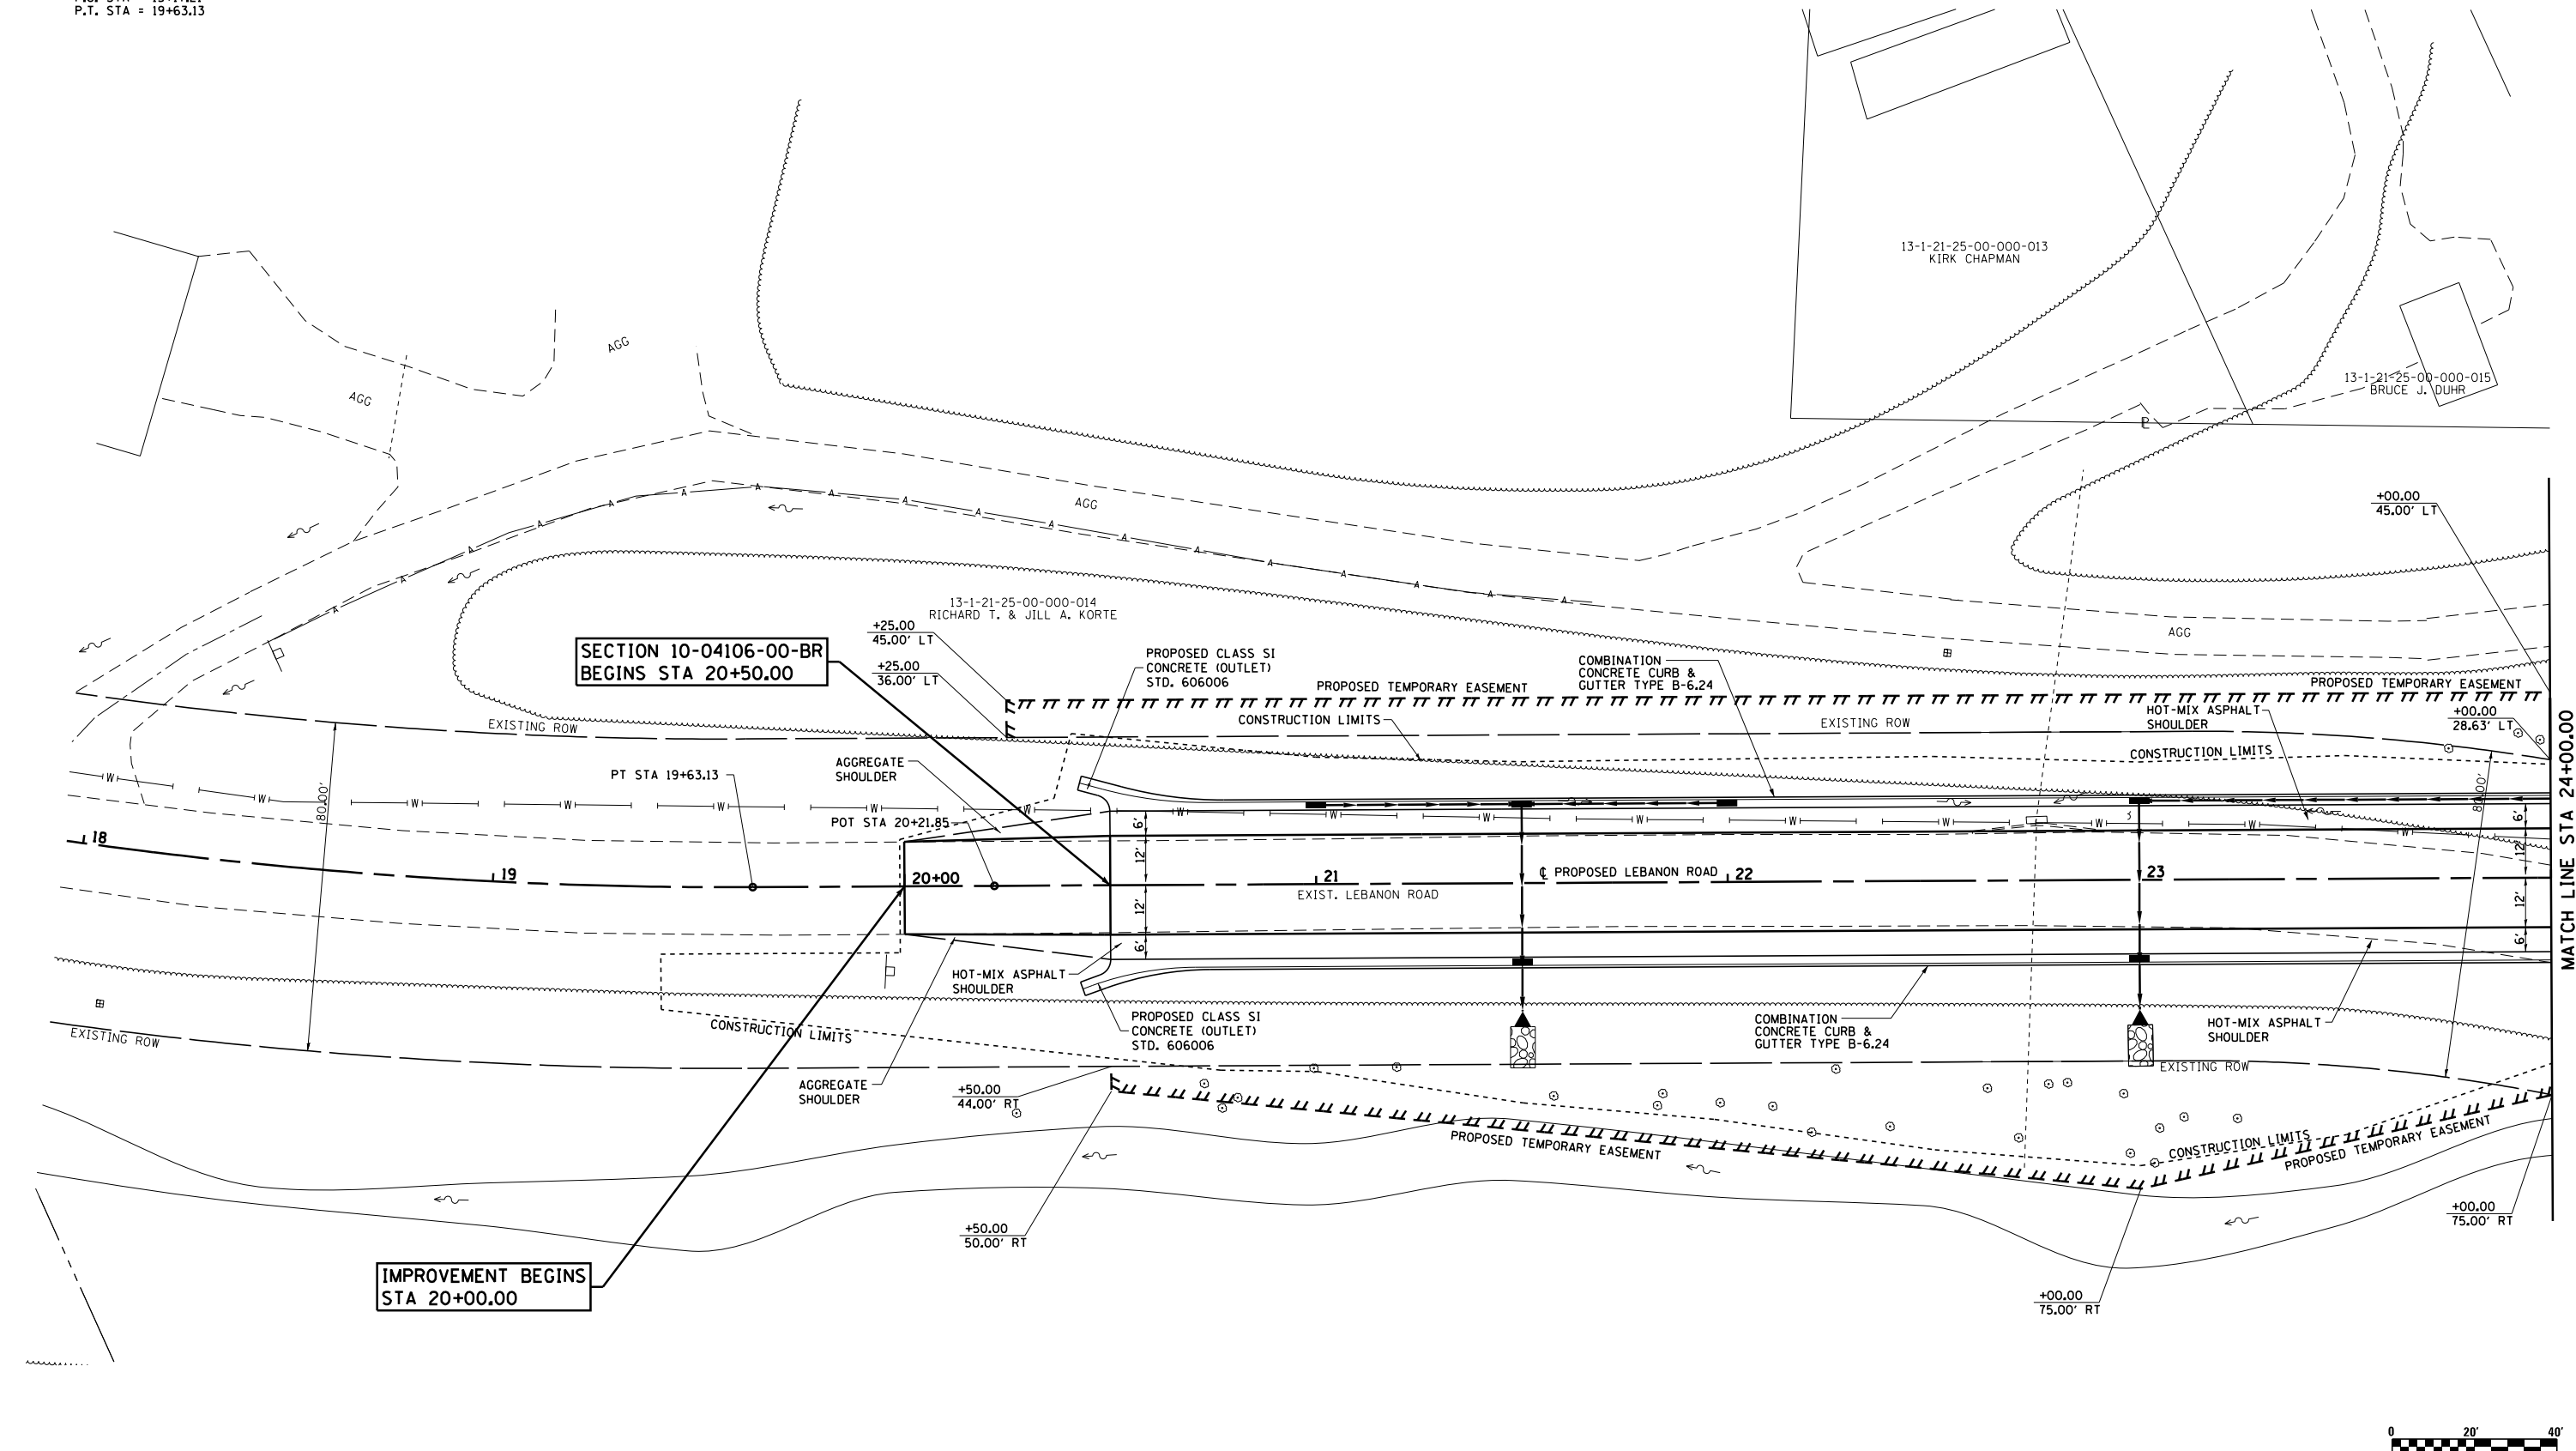 P.T. STA = 19+63.13
13-1-21-25-00-000-013
KIRK CHAPMAN
AGG
AGG
13-1-21-25-00-000-015
BRUCE J. DUHR
P
AGG
+00.00
45.00' LT
A A A A A A A A A A A A A A A A A A
13-1-21-25-00-000-014
RICHARD T. & JILL A. KORTE
AGG
+25.00
45.00' LT
SECTION 10-04106-00-BR
BEGINS STA 20+50.00
+25.00
36.00' LT
PROPOSED CLASS SI
CONCRETE (OUTLET)
STD. 606006
COMBINATION
CONCRETE CURB &
GUTTER TYPE B-6.24
PROPOSED TEMPORARY EASEMENT
PROPOSED TEMPORARY EASEMENT
EXISTING ROW
CONSTRUCTION LIMITS
EXISTING ROW
HOT-MIX ASPHALT
SHOULDER
+00.00
28.63' LT
CONSTRUCTION LIMITS
MATCH LINE STA 24+00.00
AGGREGATE
SHOULDER
PT STA 19+63.13
80.00'
80.00'
W W W W W W W W W W W W W W W W
POT STA 20+21.85
6'
6'
12'
12'
18
19
20+00
21
℄ PROPOSED LEBANON ROAD
22
23
EXIST. LEBANON ROAD
12'
12'
6'
6'
HOT-MIX ASPHALT
SHOULDER
EXISTING ROW
CONSTRUCTION LIMITS
PROPOSED CLASS SI
CONCRETE (OUTLET)
STD. 606006
COMBINATION
CONCRETE CURB &
GUTTER TYPE B-6.24
HOT-MIX ASPHALT
SHOULDER
EXISTING ROW
AGGREGATE
SHOULDER
+50.00
44.00' RT
PROPOSED TEMPORARY EASEMENT
CONSTRUCTION LIMITS
PROPOSED TEMPORARY EASEMENT
+50.00
50.00' RT
+00.00
75.00' RT
IMPROVEMENT BEGINS
STA 20+00.00
+00.00
75.00' RT
0 20' 40'